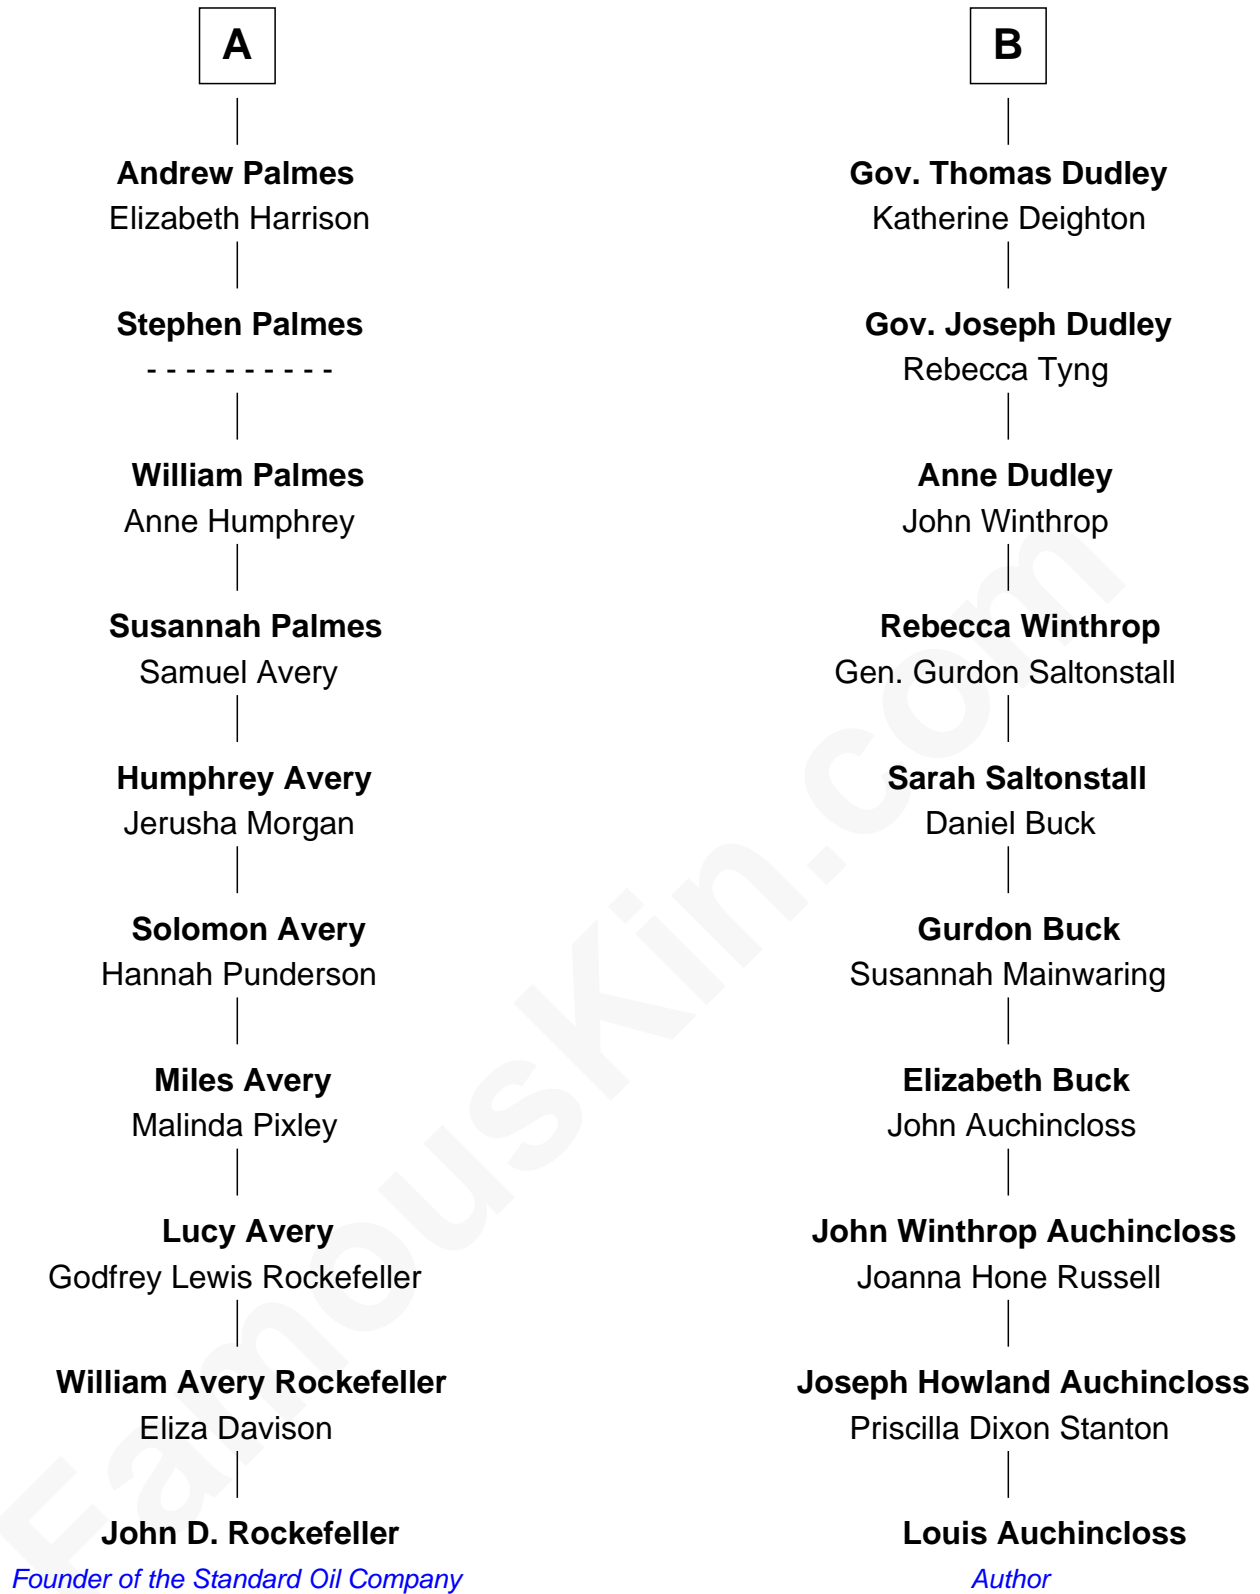 A
Andrew Palmes
Elizabeth Harrison
Stephen Palmes
- - - - - - - - - -
William Palmes
Anne Humphrey
Susannah Palmes
Samuel Avery
Humphrey Avery
Jerusha Morgan
Solomon Avery
Hannah Punderson
Miles Avery
Malinda Pixley
Lucy Avery
Godfrey Lewis Rockefeller
William Avery Rockefeller
Eliza Davison
John D. Rockefeller
Founder of the Standard Oil Company
B
Gov. Thomas Dudley
Katherine Deighton
Gov. Joseph Dudley
Rebecca Tyng
Anne Dudley
John Winthrop
Rebecca Winthrop
Gen. Gurdon Saltonstall
Sarah Saltonstall
Daniel Buck
Gurdon Buck
Susannah Mainwaring
Elizabeth Buck
John Auchincloss
John Winthrop Auchincloss
Joanna Hone Russell
Joseph Howland Auchincloss
Priscilla Dixon Stanton
Louis Auchincloss
Author
FamousKin.com